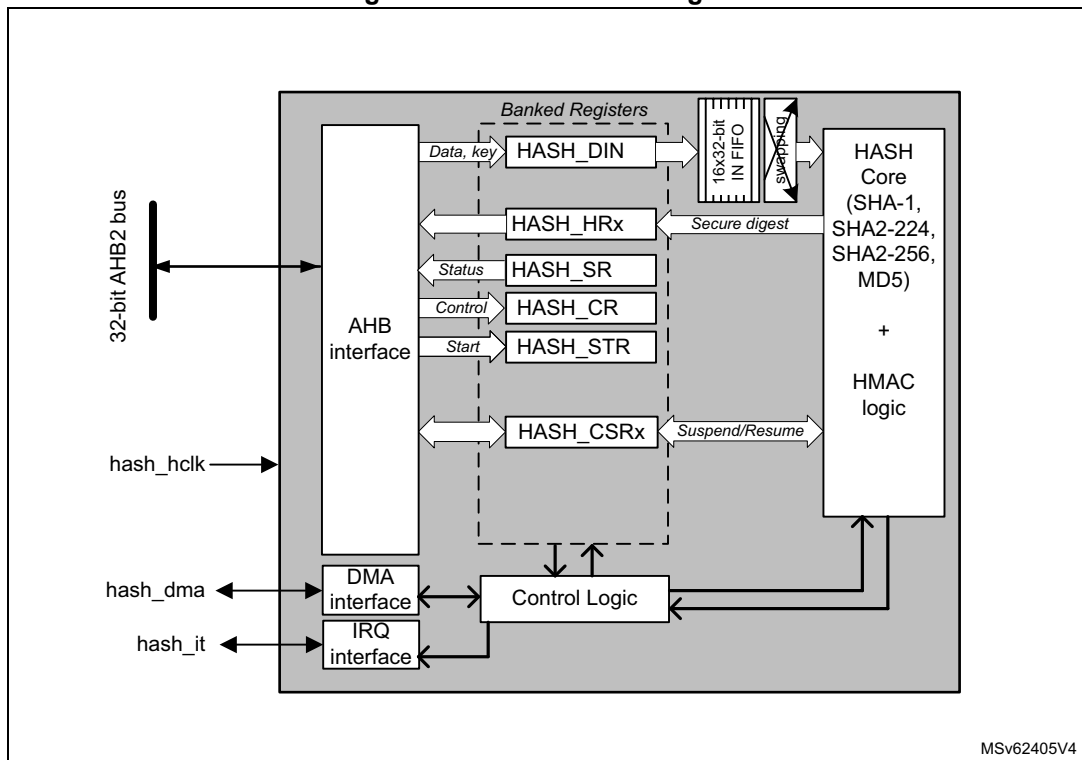 Banked Registers
Data, key
HASH_DIN
16x32-bit
IN FIFO
swapping
HASH
Core
(SHA-1,
SHA2-224,
SHA2-256,
MD5)
+
HMAC
logic
HASH_HRx
Secure digest
Status
HASH_SR
Control
HASH_CR
Start
HASH_STR
32-bit AHB2 bus
AHB
interface
HASH_CSRx
Suspend/Resume
hash_hclk
hash_dma
DMA
interface
Control Logic
hash_it
IRQ
interface
MSv62405V4